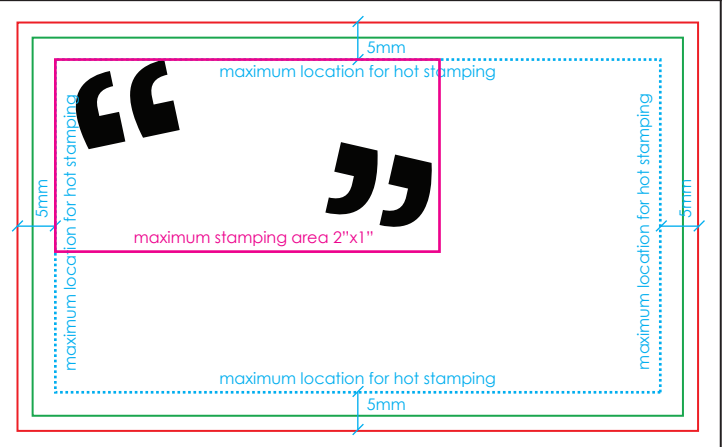 5mm
maximum location for hot stamping
“
maximum location for hot stamping
5mm
”
maximum stamping area 2”x1”
maximum location for hot stamping
5mm
maximum location for hot stamping
5mm